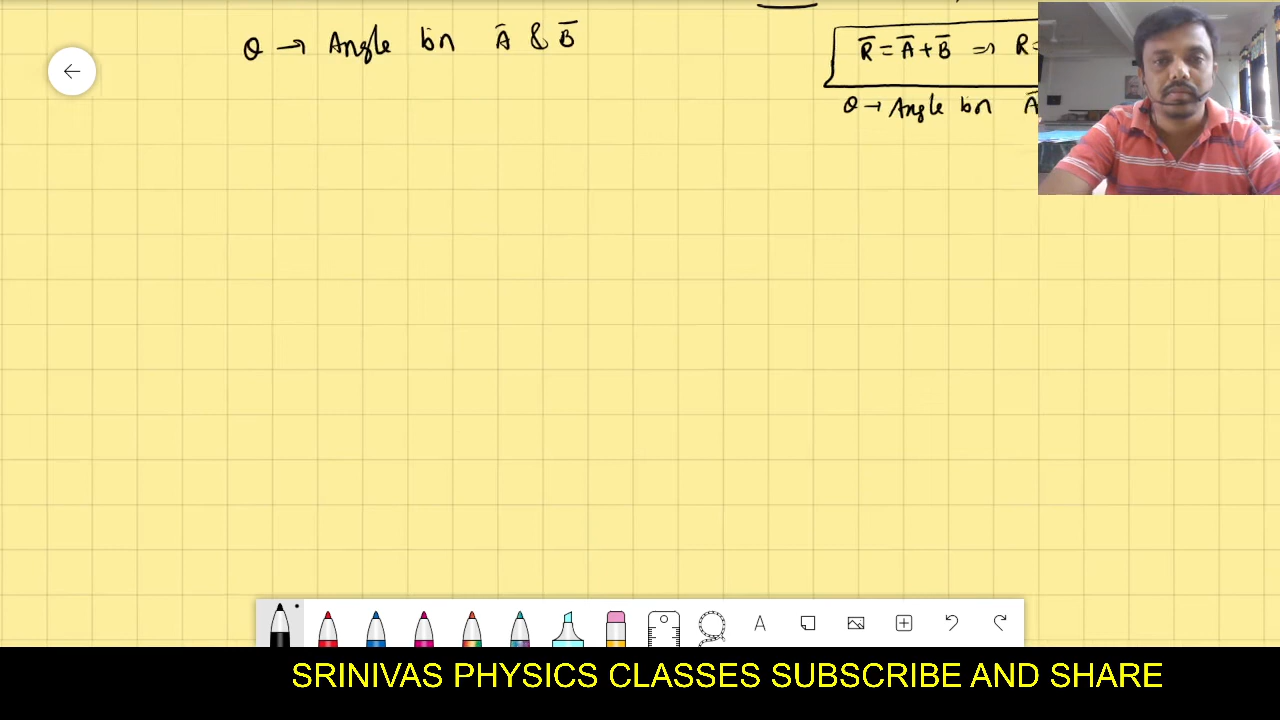 θ → Angle b/n Ā & B̄
R̄ = Ā + B̄ ⇒ R =
θ → Angle b/n Ā
A
SRINIVAS PHYSICS CLASSES SUBSCRIBE AND SHARE